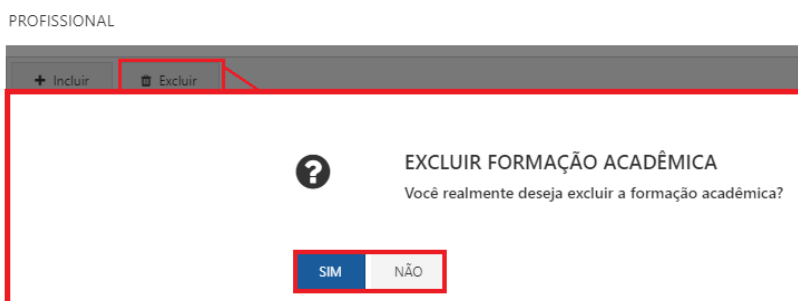 PROFISSIONAL
Incluir Excluir
EXCLUIR FORMAÇÃO ACADÊMICA
Você realmente deseja excluir a formação acadêmica?
SIM NÃO